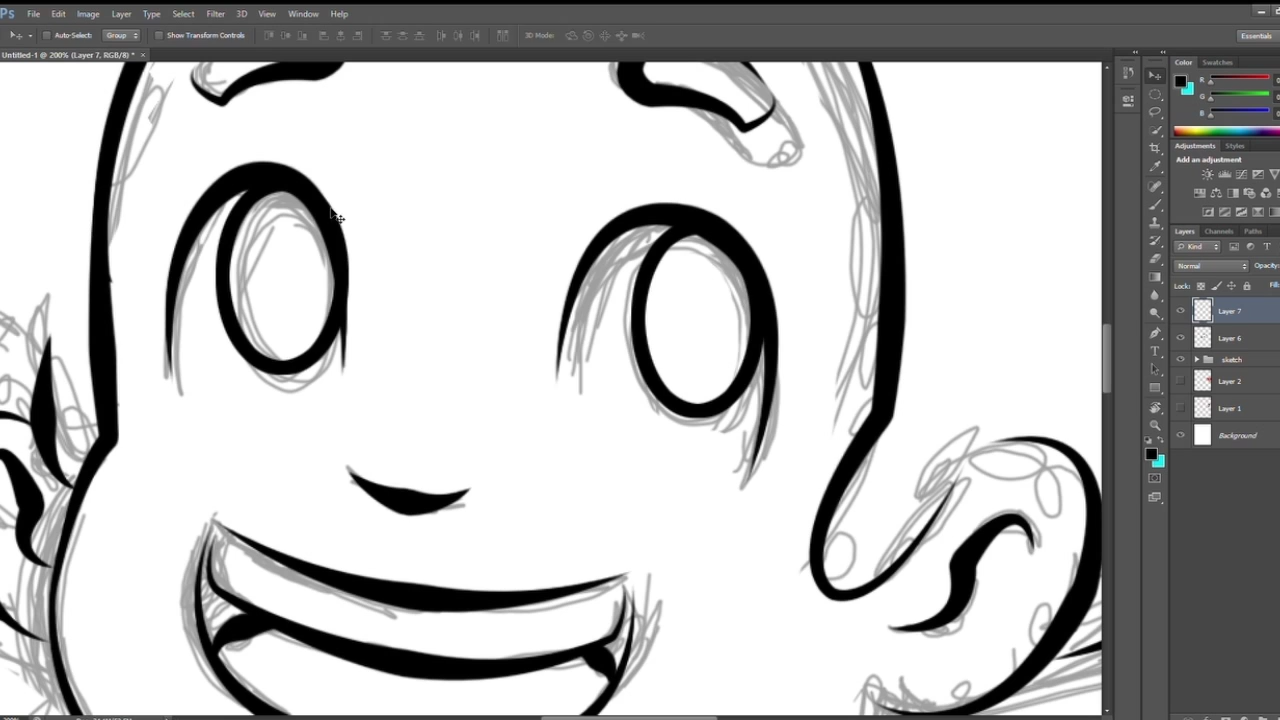 Ps File Edit Image Layer Type Select Filter 3D View Window Help
Auto-Select: Group Show Transform Controls 3D Mode: Essentials
Untitled-1 @ 200% (Layer 7, RGB/8) * ×
Color Swatches
R
G
B
Adjustments Styles
Add an adjustment
Layers Channels Paths
Kind T
Normal Opacity:
Lock: Fill:
Layer 7
Layer 6
sketch
Layer 2
Layer 1
Background